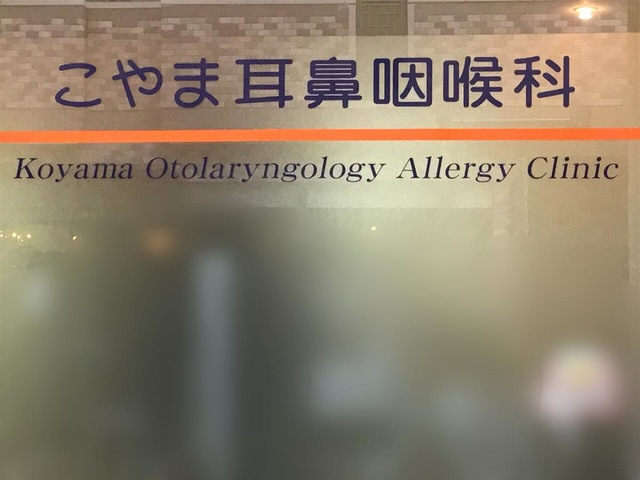 こやま耳鼻咽喉科
Koyama Otolaryngology Allergy Clinic